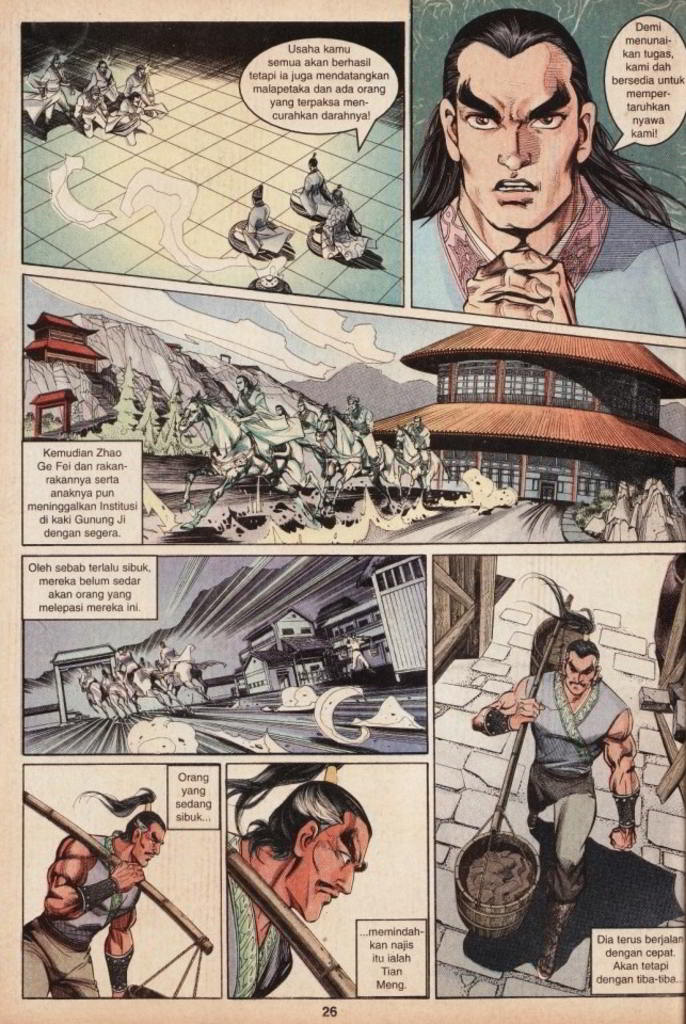 Usaha kamu
semua akan berhasil
tetapi ia juga mendatangkan
malapetaka dan ada orang
yang terpaksa men-
curahkan darahnya!
Demi
menunai-
kan tugas,
kami dah
bersedia untuk
memper-
taruhkan
nyawa
kami!
Kemudian Zhao
Ge Fei dan rakan-
rakannya serta
anaknya pun
meninggalkan Institusi
di kaki Gunung Ji
dengan segera.
Oleh sebab terlalu sibuk,
mereka belum sedar
akan orang yang
melepasi mereka ini.
Orang
yang
sedang
sibuk...
...memindah-
kan najis
itu ialah
Tian
Meng.
Dia terus berjalan
dengan cepat.
Akan tetapi
dengan tiba-tiba...
26